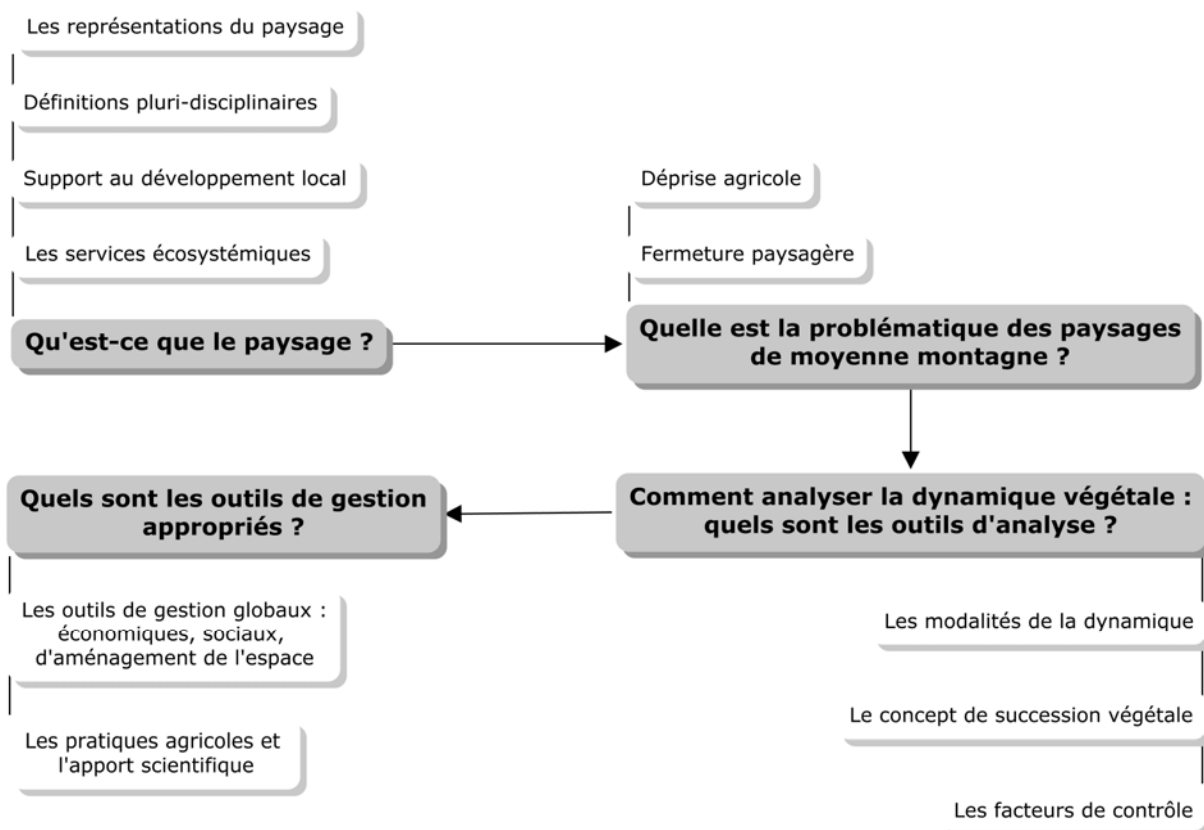 Les représentations du paysage
Définitions pluri-disciplinaires
Support au développement local
Les services écosystémiques
Qu'est-ce que le paysage ?
Déprise agricole
Fermeture paysagère
Quelle est la problématique des paysages
de moyenne montagne ?
Quels sont les outils de gestion
appropriés ?
Les outils de gestion globaux :
économiques, sociaux,
d'aménagement de l'espace
Les pratiques agricoles et
l'apport scientifique
Comment analyser la dynamique végétale :
quels sont les outils d'analyse ?
Les modalités de la dynamique
Le concept de succession végétale
Les facteurs de contrôle